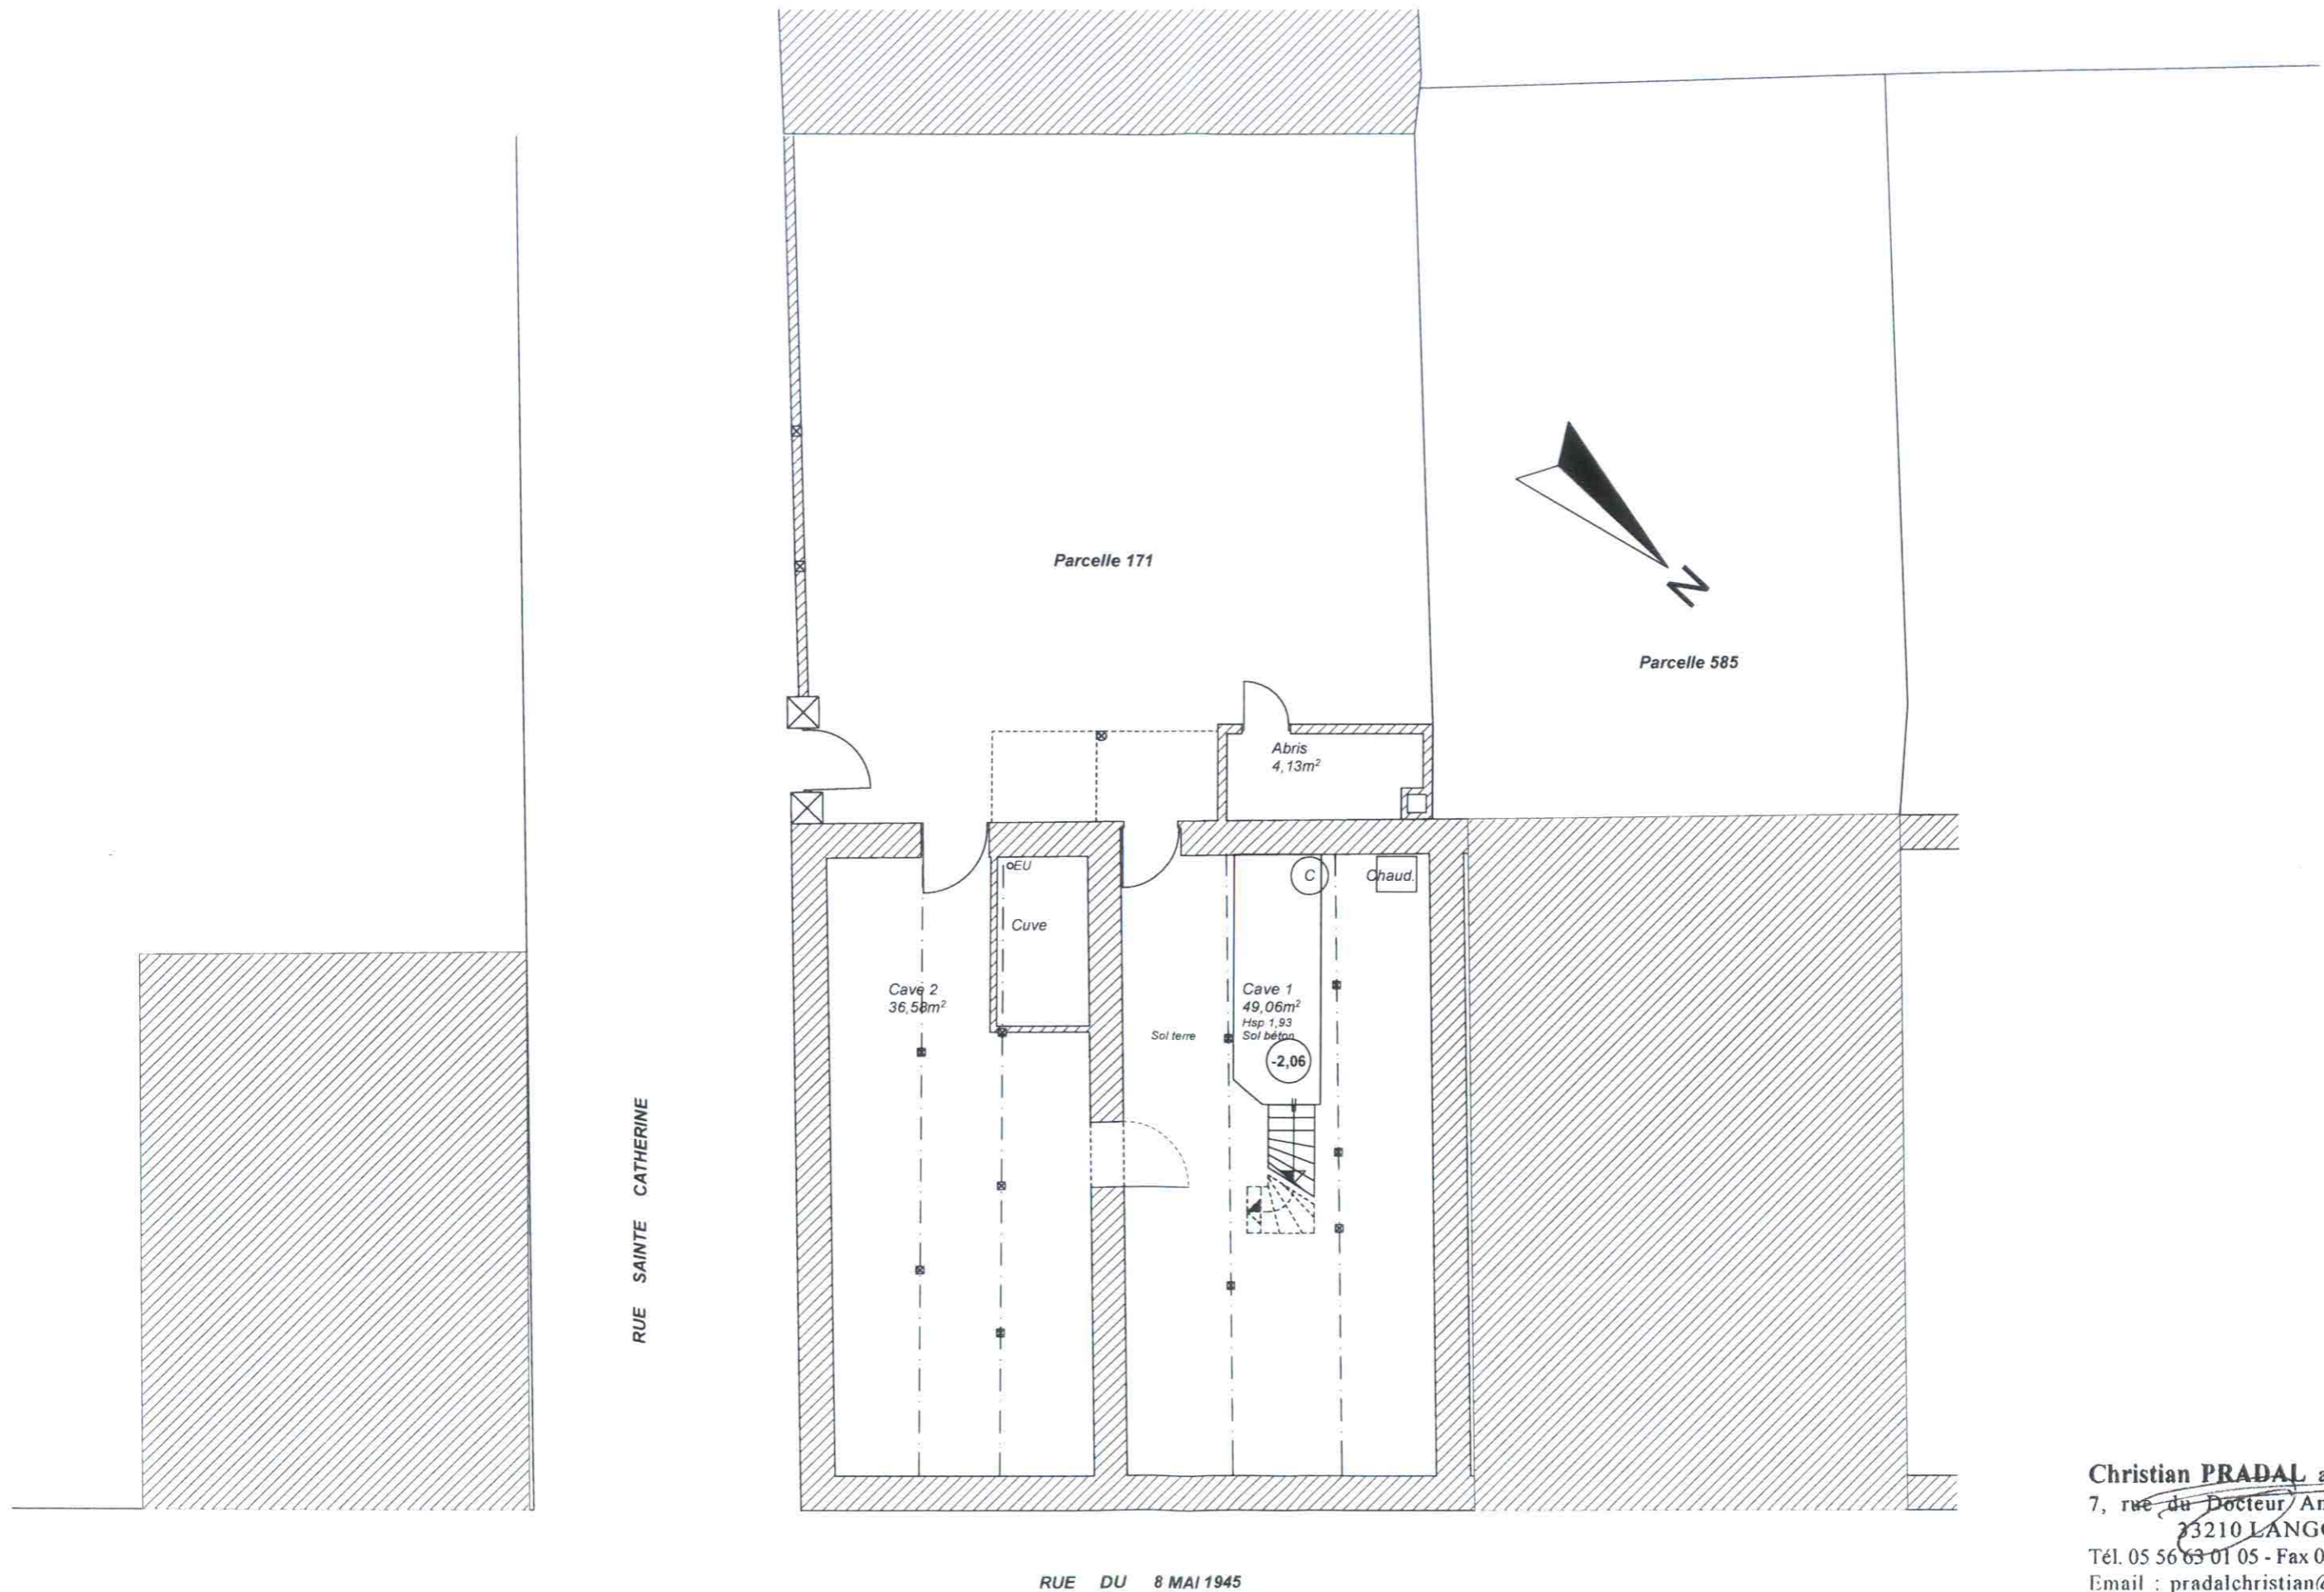 Parcelle 171
N
Parcelle 585
Abris
4,13m²
EU
C
Chaud.
Cuve
Cave 2
36,58m²
Cave 1
49,06m²
Hsp 1,93
Sol béton
Sol terre
-2,06
RUE SAINTE CATHERINE
RUE DU 8 MAI 1945
Christian PRADAL
7, rue du Docteur
33210
Tél. 05 56 63 01 05 - Fax
Email : pradalchristian@